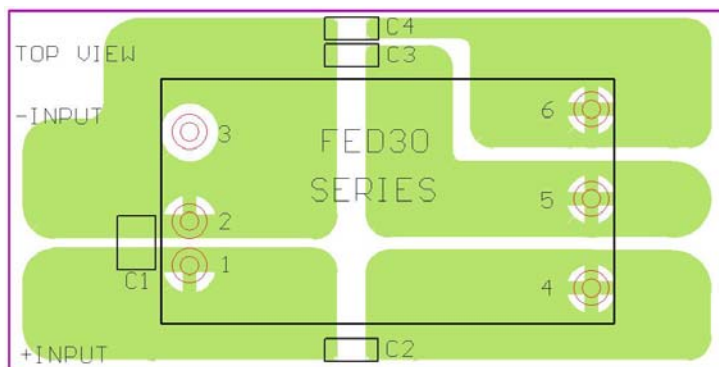 C4
TOP VIEW
C3
-INPUT
6
3
FED30
SERIES
5
2
1
C1
4
C2
+INPUT